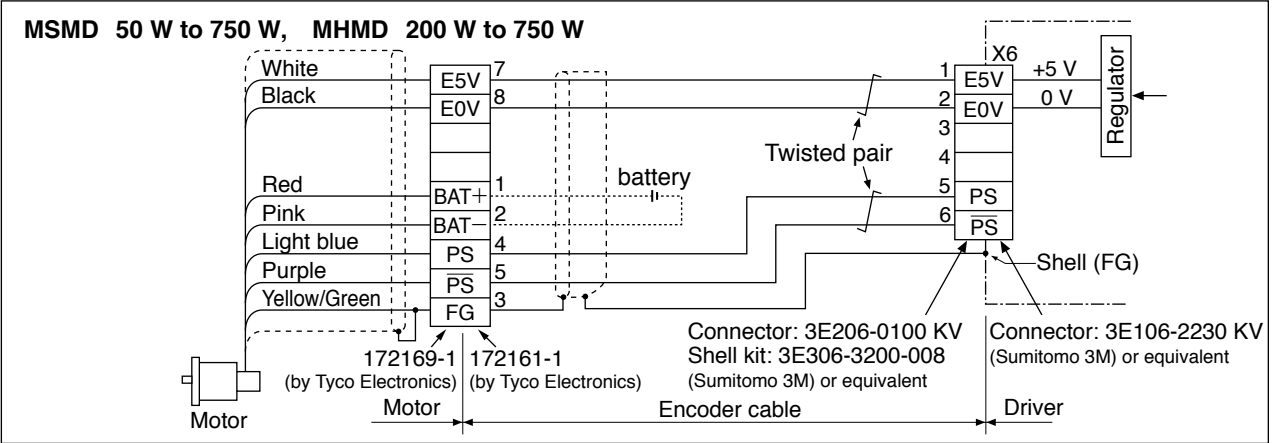 MSMD 50 W to 750 W, MHMD 200 W to 750 W
White
Black
Red
Pink
Light blue
Purple
Yellow/Green
E5V 7
E0V 8
BAT+ 1
BAT− 2
PS 4
P̅S̅ 5
FG 3
battery
Twisted pair
X6
1 E5V +5 V
2 E0V 0 V
3
4
5 PS
6 P̅S̅
Regulator
Shell (FG)
172169-1
(by Tyco Electronics)
172161-1
(by Tyco Electronics)
Connector: 3E206-0100 KV
Shell kit: 3E306-3200-008
(Sumitomo 3M) or equivalent
Connector: 3E106-2230 KV
(Sumitomo 3M) or equivalent
Motor
Motor
Encoder cable
Driver